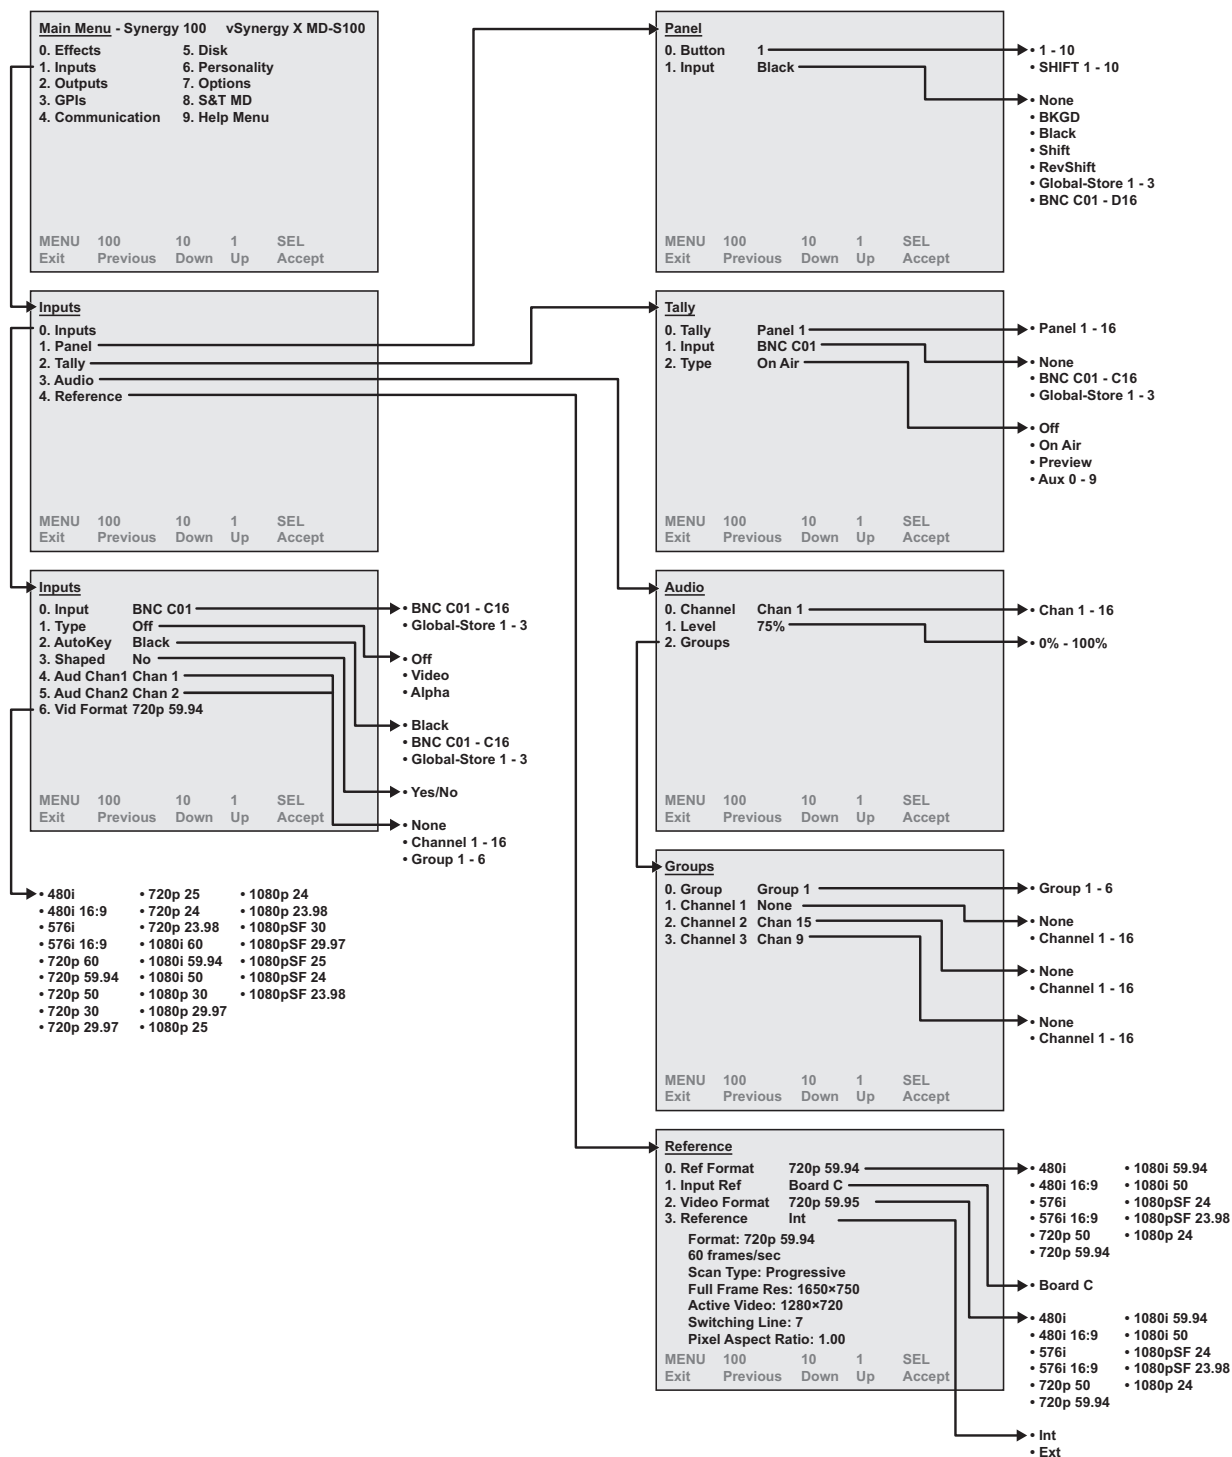 Main Menu - Synergy 100 vSynergy X MD-S100
0. Effects 5. Disk
1. Inputs 6. Personality
2. Outputs 7. Options
3. GPIs 8. S&T MD
4. Communication 9. Help Menu
MENU 100 10 1 SEL
Exit Previous Down Up Accept
Inputs
0. Inputs
1. Panel
2. Tally
3. Audio
4. Reference
MENU 100 10 1 SEL
Exit Previous Down Up Accept
Inputs
0. Input BNC C01
1. Type Off
2. AutoKey Black
3. Shaped No
4. Aud Chan1 Chan 1
5. Aud Chan2 Chan 2
6. Vid Format 720p 59.94
MENU 100 10 1 SEL
Exit Previous Down Up Accept
• BNC C01 - C16
• Global-Store 1 - 3
• Off
• Video
• Alpha
• Black
• BNC C01 - C16
• Global-Store 1 - 3
• Yes/No
• None
• Channel 1 - 16
• Group 1 - 6
• 480i • 720p 25 • 1080p 24
• 480i 16:9 • 720p 24 • 1080p 23.98
• 576i • 720p 23.98 • 1080pSF 30
• 576i 16:9 • 1080i 60 • 1080pSF 29.97
• 720p 60 • 1080i 59.94 • 1080pSF 25
• 720p 59.94 • 1080i 50 • 1080pSF 24
• 720p 50 • 1080p 30 • 1080pSF 23.98
• 720p 30 • 1080p 29.97
• 720p 29.97 • 1080p 25
Panel
0. Button 1
1. Input Black
MENU 100 10 1 SEL
Exit Previous Down Up Accept
• 1 - 10
• SHIFT 1 - 10
• None
• BKGD
• Black
• Shift
• RevShift
• Global-Store 1 - 3
• BNC C01 - D16
Tally
0. Tally Panel 1
1. Input BNC C01
2. Type On Air
MENU 100 10 1 SEL
Exit Previous Down Up Accept
• Panel 1 - 16
• None
• BNC C01 - C16
• Global-Store 1 - 3
• Off
• On Air
• Preview
• Aux 0 - 9
Audio
0. Channel Chan 1
1. Level 75%
2. Groups
MENU 100 10 1 SEL
Exit Previous Down Up Accept
• Chan 1 - 16
• 0% - 100%
Groups
0. Group Group 1
1. Channel 1 None
2. Channel 2 Chan 15
3. Channel 3 Chan 9
MENU 100 10 1 SEL
Exit Previous Down Up Accept
• Group 1 - 6
• None
• Channel 1 - 16
• None
• Channel 1 - 16
• None
• Channel 1 - 16
Reference
0. Ref Format 720p 59.94
1. Input Ref Board C
2. Video Format 720p 59.95
3. Reference Int
Format: 720p 59.94
60 frames/sec
Scan Type: Progressive
Full Frame Res: 1650×750
Active Video: 1280×720
Switching Line: 7
Pixel Aspect Ratio: 1.00
MENU 100 10 1 SEL
Exit Previous Down Up Accept
• 480i • 1080i 59.94
• 480i 16:9 • 1080i 50
• 576i • 1080pSF 24
• 576i 16:9 • 1080pSF 23.98
• 720p 50 • 1080p 24
• 720p 59.94
• Board C
• 480i • 1080i 59.94
• 480i 16:9 • 1080i 50
• 576i • 1080pSF 24
• 576i 16:9 • 1080pSF 23.98
• 720p 50 • 1080p 24
• 720p 59.94
• Int
• Ext